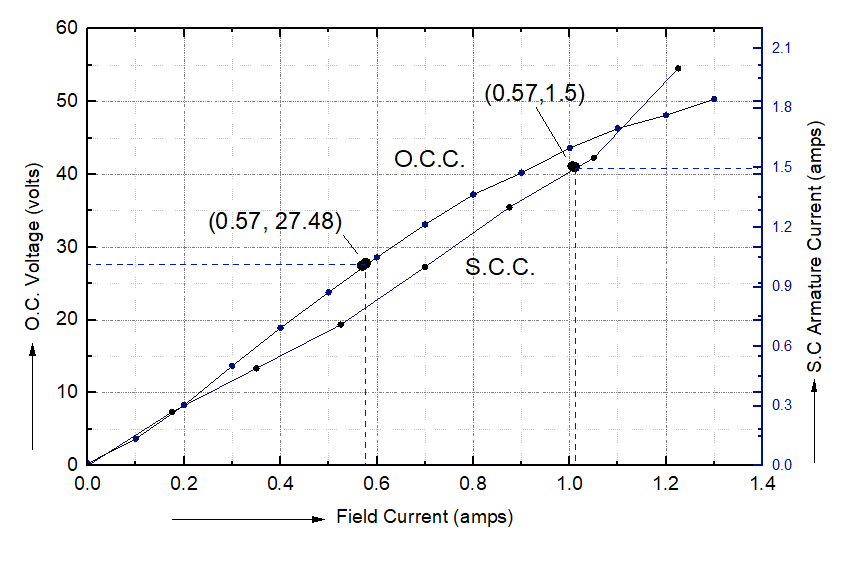 60
50
40
30
20
10
0
O.C. Voltage (volts)
(0.57,1.5)
O.C.C.
(0.57, 27.48)
S.C.C.
2.1
1.8
1.5
1.2
0.9
0.6
0.3
0.0
S.C Armature Current (amps)
0.0 0.2 0.4 0.6 0.8 1.0 1.2 1.4
Field Current (amps)